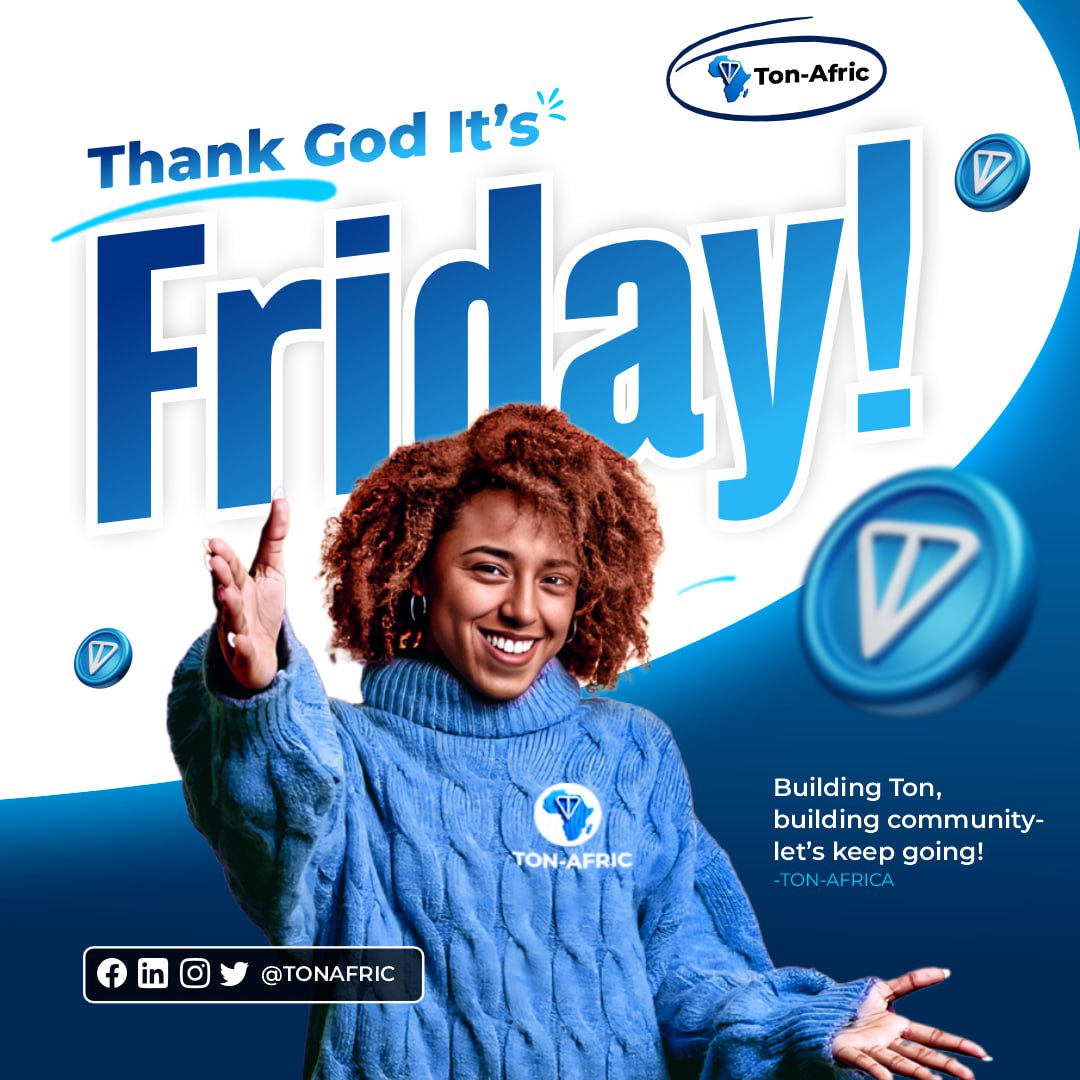 Ton-Afric
Thank God It's
Friday!
Building Ton,
building community-
let's keep going!
-TON-AFRICA
TON-AFRIC
@TONAFRIC